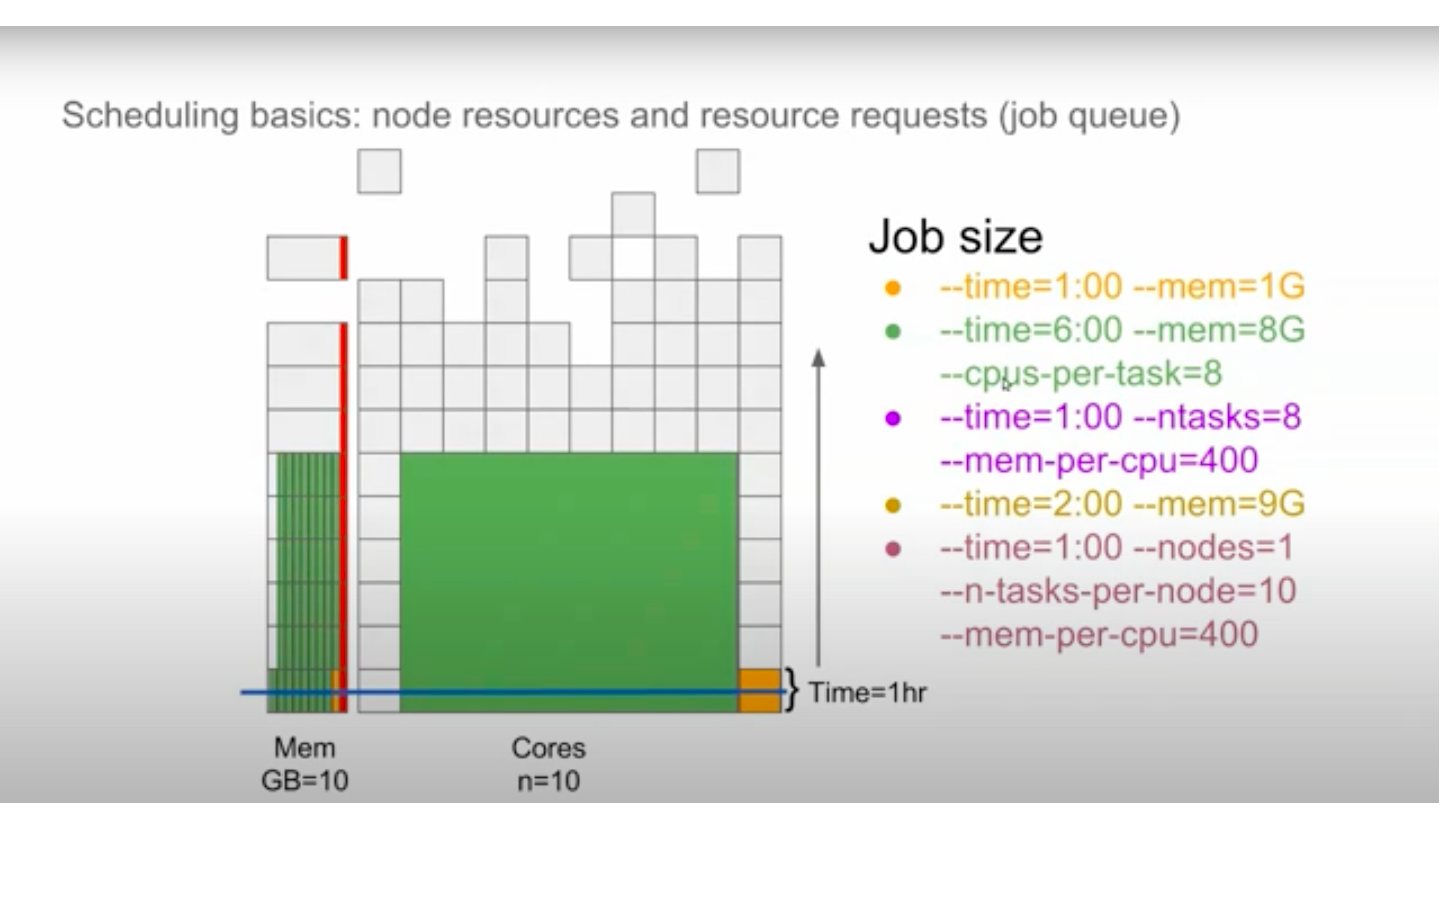 Scheduling basics: node resources and resource requests (job queue)
Job size
--time=1:00 --mem=1G
--time=6:00 --mem=8G
--cpus-per-task=8
--time=1:00 --ntasks=8
--mem-per-cpu=400
--time=2:00 --mem=9G
--time=1:00 --nodes=1
--n-tasks-per-node=10
--mem-per-cpu=400
Time=1hr
Mem
GB=10
Cores
n=10